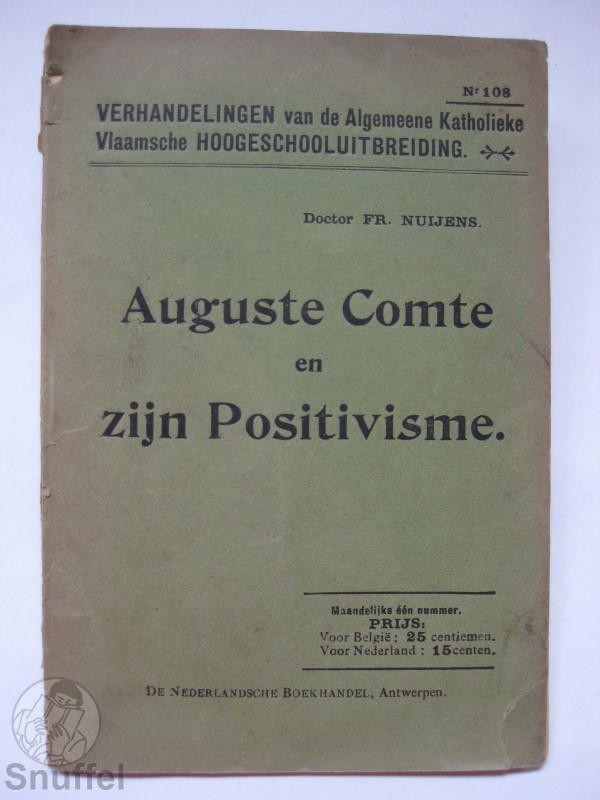 Nr 108
VERHANDELINGEN van de Algemeene Katholieke
Vlaamsche HOOGESCHOOLUITBREIDING.
Doctor FR. NUIJENS.
Auguste Comte
en
zijn Positivisme.
Maandelijks één nummer.
PRIJS:
Voor België : 25 centiemen.
Voor Nederland : 15 centen.
DE NEDERLANDSCHE BOEKHANDEL, Antwerpen.
Snuffel